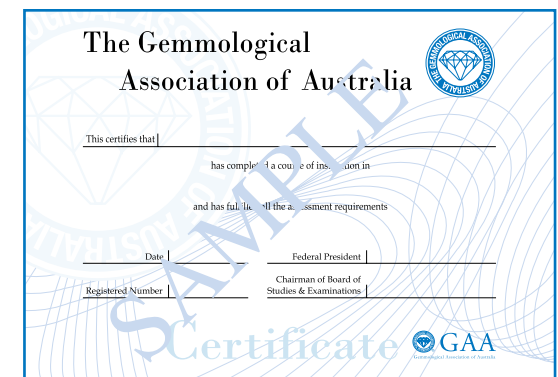 The Gemmological
Association of Australia
THE GEMMOLOGICAL ASSOCIATION OF AUSTRALIA
This certifies that
has completed a course of instruction in
and has fulfilled all the assessment requirements
Date
Federal President
Registered Number
Chairman of Board of
Studies & Examinations
SAMPLE
Certificate
GAA
Gemmological Association of Australia